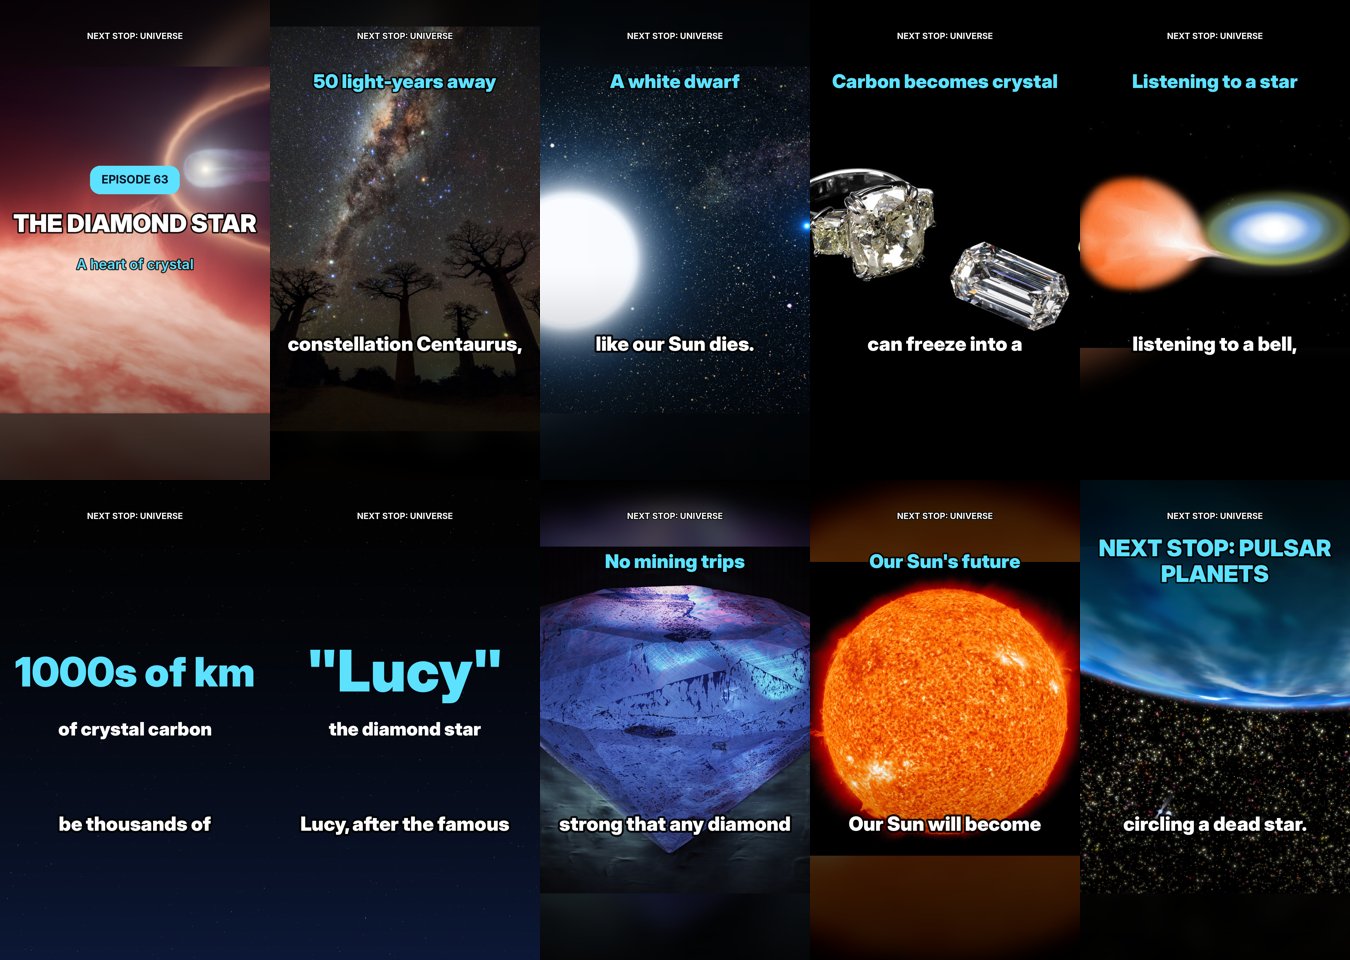 NEXT STOP: UNIVERSE
EPISODE 63
THE DIAMOND STAR
A heart of crystal
NEXT STOP: UNIVERSE
50 light-years away
constellation Centaurus,
NEXT STOP: UNIVERSE
A white dwarf
like our Sun dies.
NEXT STOP: UNIVERSE
Carbon becomes crystal
can freeze into a
NEXT STOP: UNIVERSE
Listening to a star
listening to a bell,
NEXT STOP: UNIVERSE
1000s of km
of crystal carbon
be thousands of
NEXT STOP: UNIVERSE
"Lucy"
the diamond star
Lucy, after the famous
NEXT STOP: UNIVERSE
No mining trips
strong that any diamond
NEXT STOP: UNIVERSE
Our Sun's future
Our Sun will become
NEXT STOP: UNIVERSE
NEXT STOP: PULSAR
PLANETS
circling a dead star.